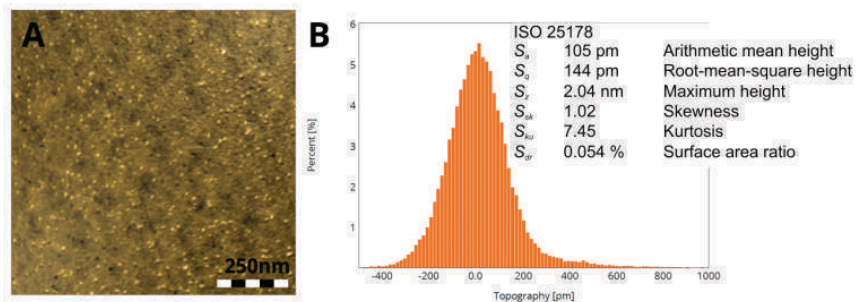 A
250nm
B
ISO 25178
Sa 105 pm Arithmetic mean height
Sq 144 pm Root-mean-square height
Sz 2.04 nm Maximum height
Ssk 1.02 Skewness
Sku 7.45 Kurtosis
Sdr 0.054 % Surface area ratio
Percent [%]
6
5
4
3
2
1
-400 -200 0.0 200 400 600 800 1000
Topography [pm]